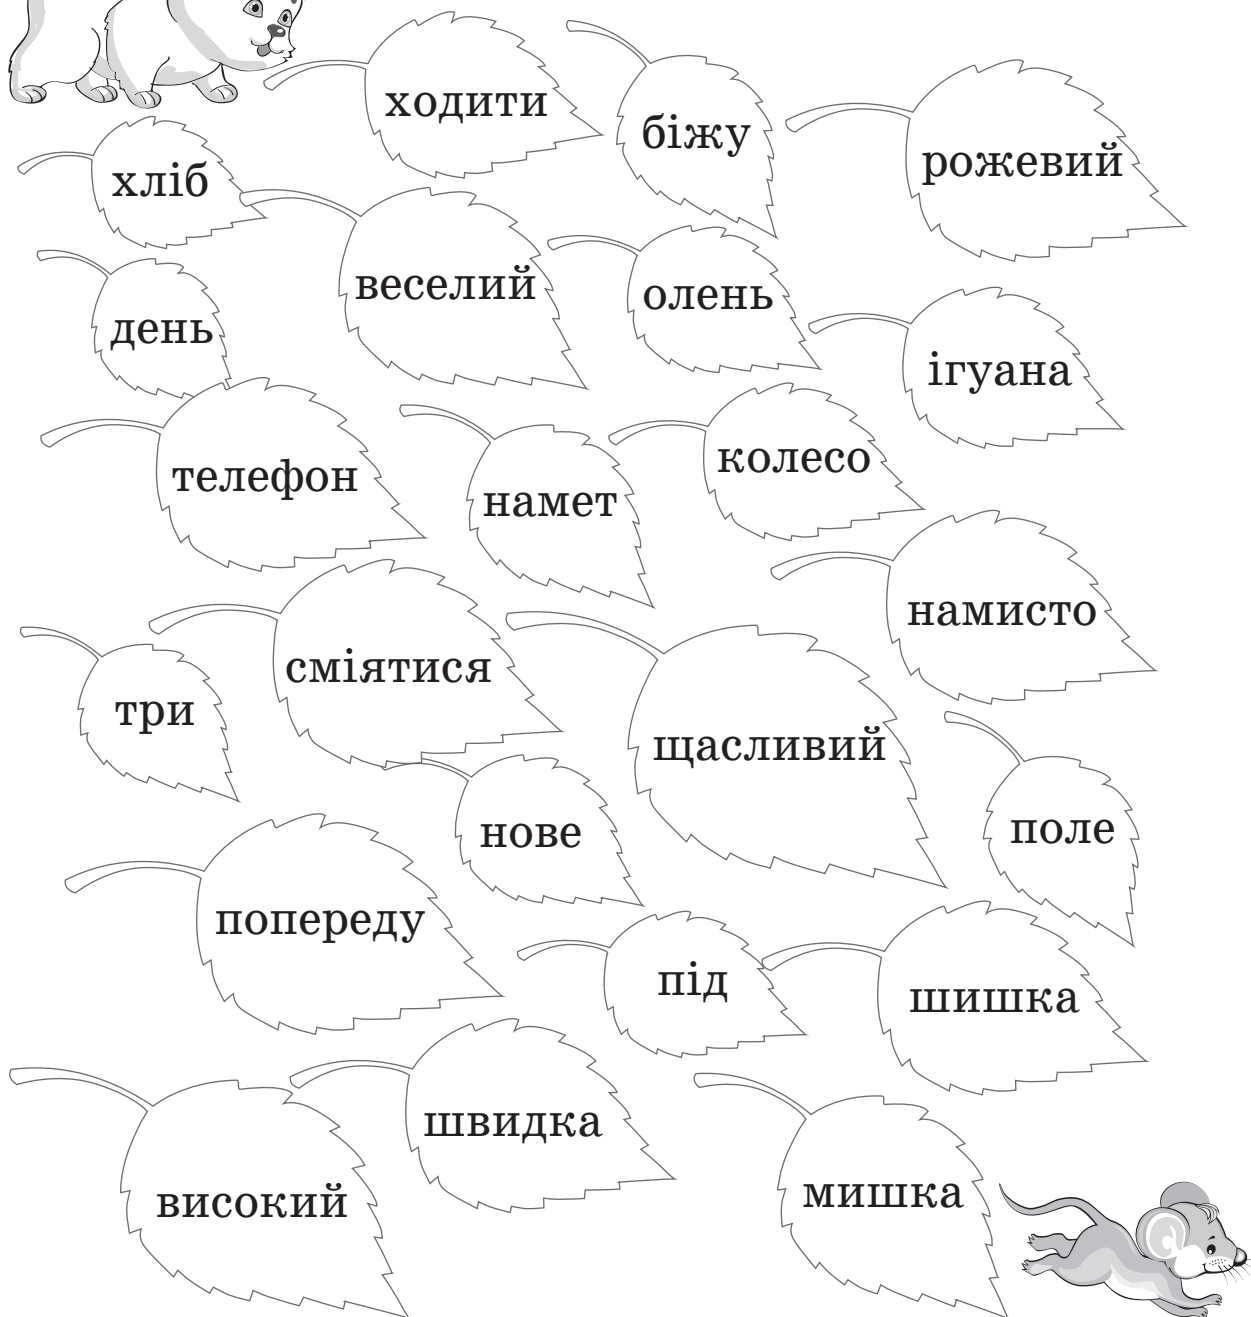 ходити
біжу
рожевий
хліб
веселий
олень
день
ігуана
телефон
колесо
намет
намисто
сміятися
три
щасливий
нове
поле
попереду
під
шишка
швидка
високий
мишка